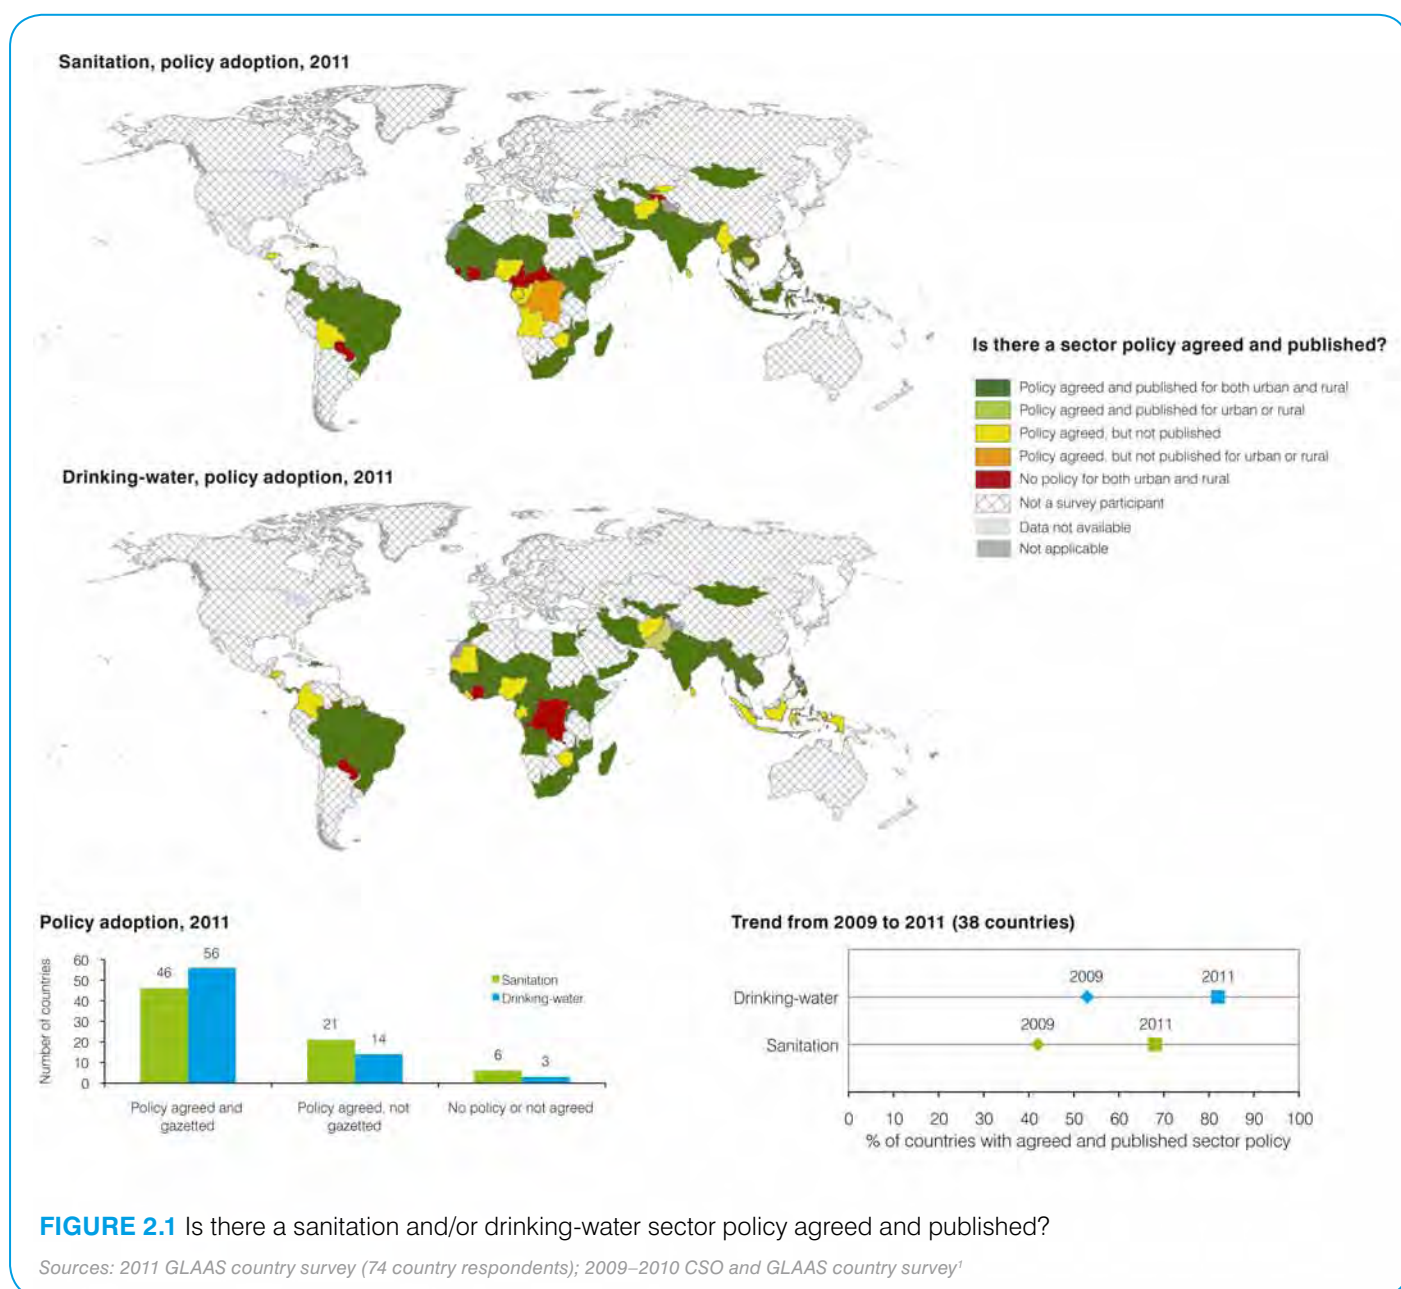 Sanitation, policy adoption, 2011
Is there a sector policy agreed and published?
Policy agreed and published for both urban and rural
Policy agreed and published for urban or rural
Policy agreed, but not published
Policy agreed, but not published for urban or rural
No policy for both urban and rural
Not a survey participant
Data not available
Not applicable
Drinking-water, policy adoption, 2011
Policy adoption, 2011
Number of countries
60
50
40
30
20
10
0
46
56
21
14
6
3
Sanitation
Drinking-water
Policy agreed and
gazetted
Policy agreed, not
gazetted
No policy or not agreed
Trend from 2009 to 2011 (38 countries)
2009
2011
Drinking-water
2009
2011
Sanitation
0 10 20 30 40 50 60 70 80 90 100
% of countries with agreed and published sector policy
FIGURE 2.1 Is there a sanitation and/or drinking-water sector policy agreed and published?
Sources: 2011 GLAAS country survey (74 country respondents); 2009–2010 CSO and GLAAS country survey¹